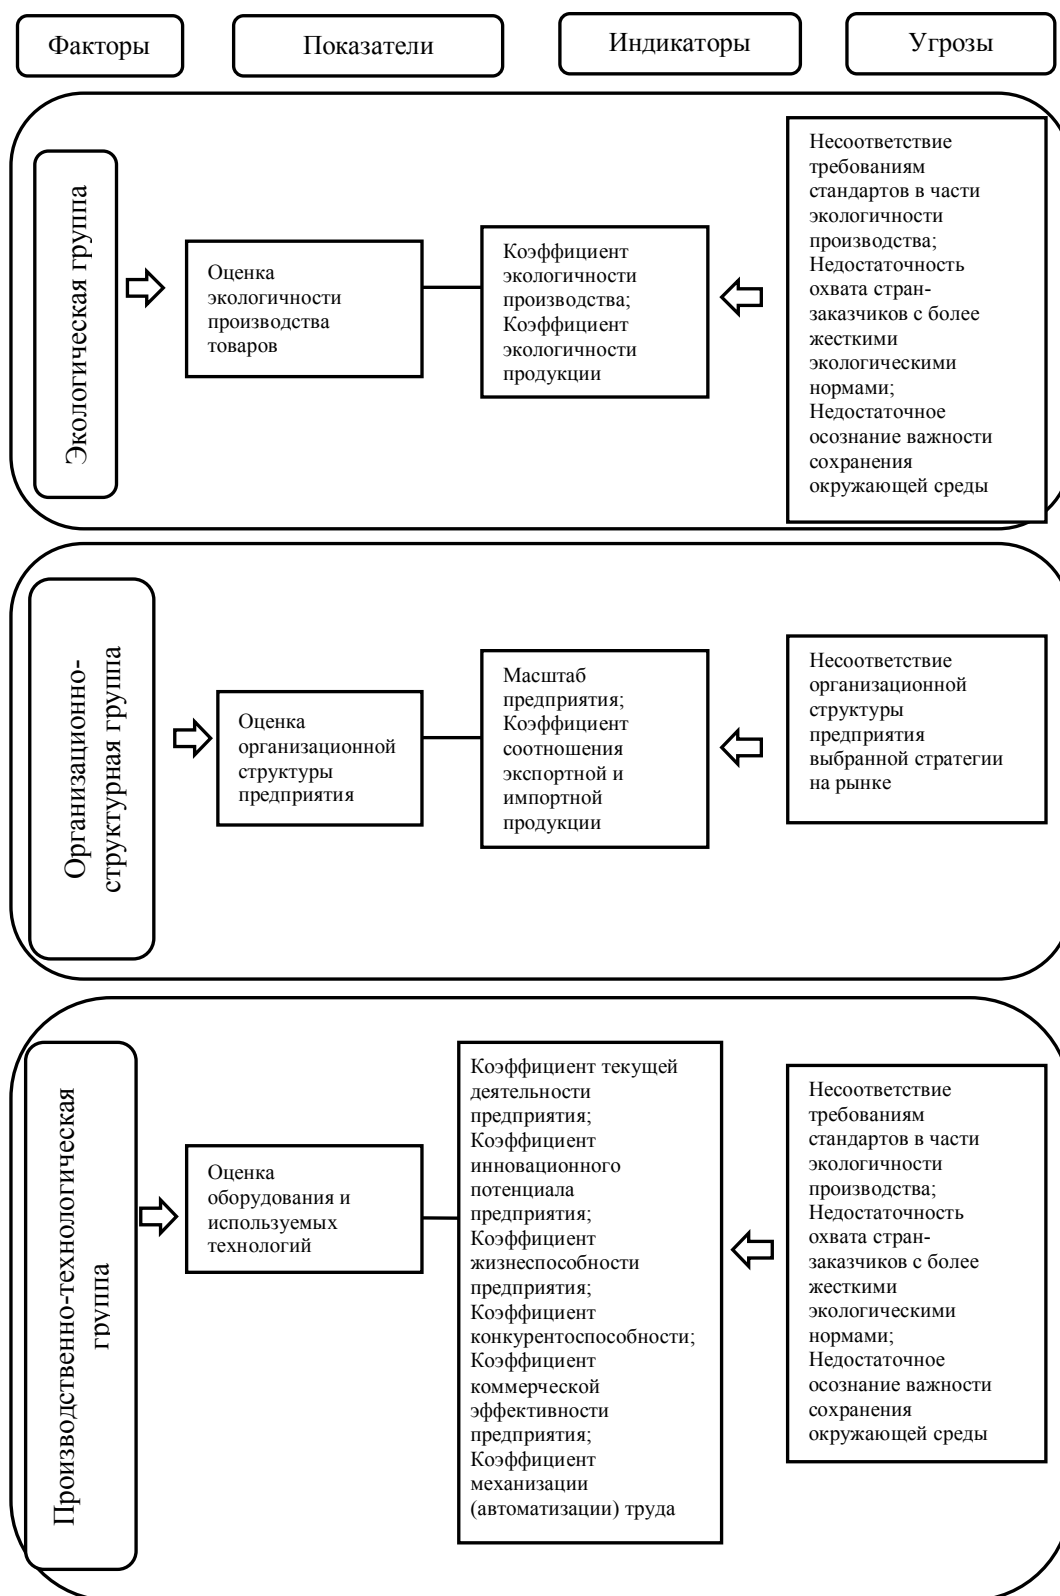 Факторы
Показатели
Индикаторы
Угрозы
Экологическая группа
Оценка
экологичности
производства
товаров
Коэффициент
экологичности
производства;
Коэффициент
экологичности
продукции
Несоответствие
требованиям
стандартов в части
экологичности
производства;
Недостаточность
охвата стран-
заказчиков с более
жесткими
экологическими
нормами;
Недостаточное
осознание важности
сохранения
окружающей среды
Организационно-
структурная группа
Оценка
организационной
структуры
предприятия
Масштаб
предприятия;
Коэффициент
соотношения
экспортной и
импортной
продукции
Несоответствие
организационной
структуры
предприятия
выбранной стратегии
на рынке
Производственно-технологическая
группа
Оценка
оборудования и
используемых
технологий
Коэффициент текущей
деятельности
предприятия;
Коэффициент
инновационного
потенциала
предприятия;
Коэффициент
жизнеспособности
предприятия;
Коэффициент
конкурентоспособности;
Коэффициент
коммерческой
эффективности
предприятия;
Коэффициент
механизации
(автоматизации) труда
Несоответствие
требованиям
стандартов в части
экологичности
производства;
Недостаточность
охвата стран-
заказчиков с более
жесткими
экологическими
нормами;
Недостаточное
осознание важности
сохранения
окружающей среды